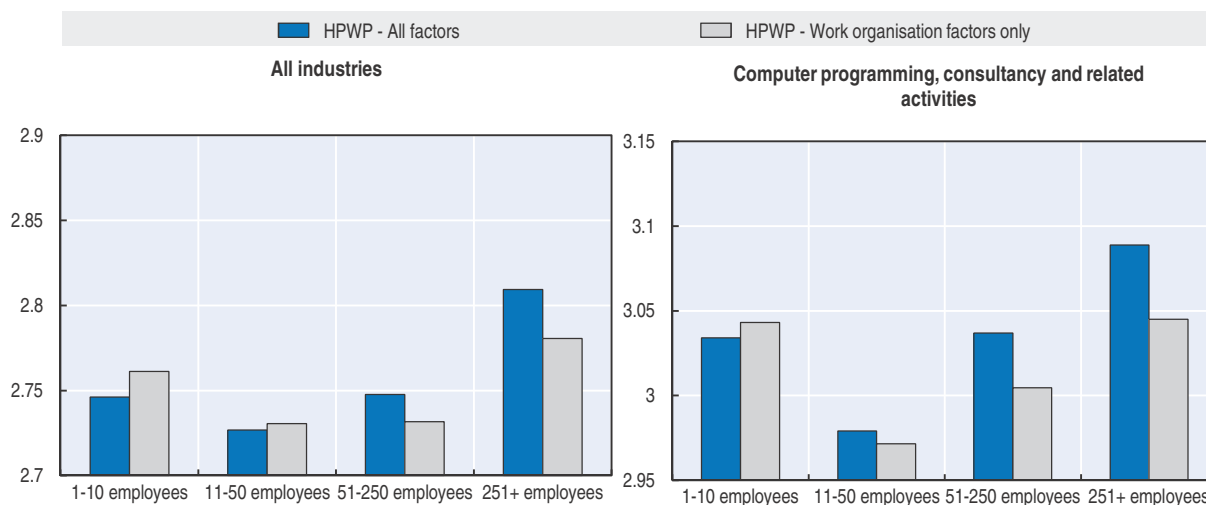 HPWP - All factors
HPWP - Work organisation factors only
All industries
2.9
2.85
2.8
2.75
2.7
1-10 employees
11-50 employees
51-250 employees
251+ employees
Computer programming, consultancy and related
activities
3.15
3.1
3.05
3
2.95
1-10 employees
11-50 employees
51-250 employees
251+ employees